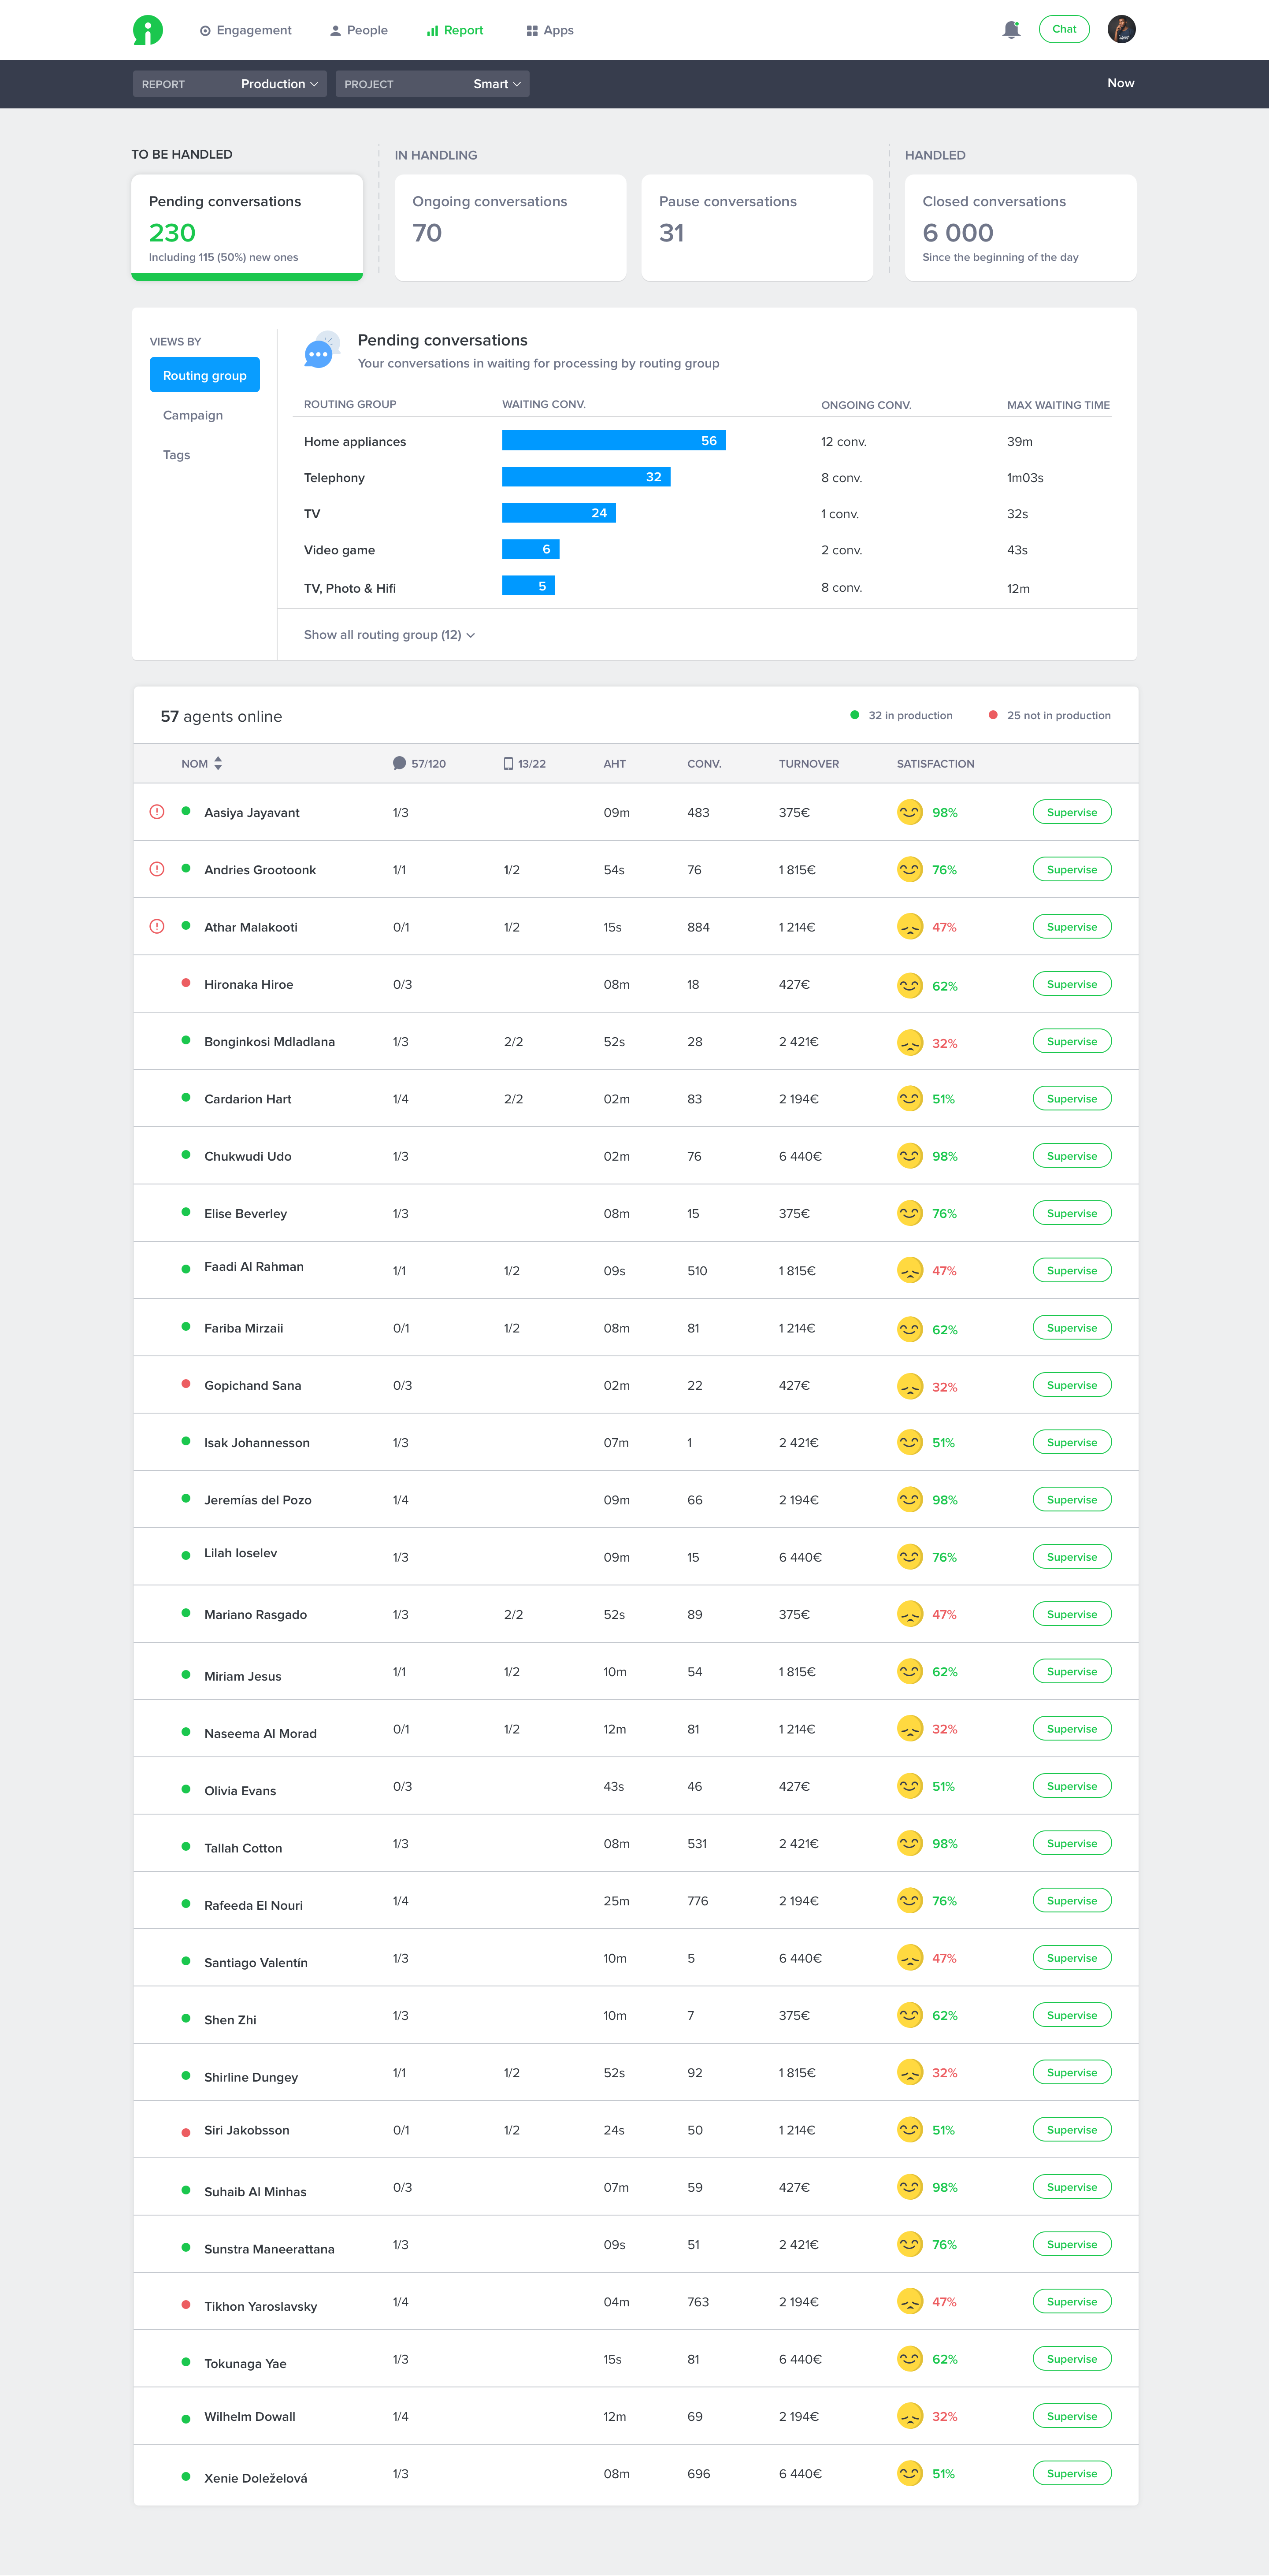 Engagement People Report Apps Chat
REPORT Production PROJECT Smart Now
TO BE HANDLED IN HANDLING HANDLED
Pending conversations Ongoing conversations Pause conversations Closed conversations
230 70 31 6 000
Including 115 (50%) new ones Since the beginning of the day
VIEWS BY
Routing group
Campaign
Tags
Pending conversations
Your conversations in waiting for processing by routing group
ROUTING GROUP WAITING CONV. ONGOING CONV. MAX WAITING TIME
Home appliances 56 12 conv. 39m
Telephony 32 8 conv. 1m03s
TV 24 1 conv. 32s
Video game 6 2 conv. 43s
TV, Photo & Hifi 5 8 conv. 12m
Show all routing group (12)
57 agents online 32 in production 25 not in production
NOM 57/120 13/22 AHT CONV. TURNOVER SATISFACTION
Aasiya Jayavant 1/3 09m 483 375€ 98% Supervise
Andries Grootoonk 1/1 1/2 54s 76 1 815€ 76% Supervise
Athar Malakooti 0/1 1/2 15s 884 1 214€ 47% Supervise
Hironaka Hiroe 0/3 08m 18 427€ 62% Supervise
Bonginkosi Mdladlana 1/3 2/2 52s 28 2 421€ 32% Supervise
Cardarion Hart 1/4 2/2 02m 83 2 194€ 51% Supervise
Chukwudi Udo 1/3 02m 76 6 440€ 98% Supervise
Elise Beverley 1/3 08m 15 375€ 76% Supervise
Faadi Al Rahman 1/1 1/2 09s 510 1 815€ 47% Supervise
Fariba Mirzaii 0/1 1/2 08m 81 1 214€ 62% Supervise
Gopichand Sana 0/3 02m 22 427€ 32% Supervise
Isak Johannesson 1/3 07m 1 2 421€ 51% Supervise
Jeremías del Pozo 1/4 09m 66 2 194€ 98% Supervise
Lilah Ioselev 1/3 09m 15 6 440€ 76% Supervise
Mariano Rasgado 1/3 2/2 52s 89 375€ 47% Supervise
Miriam Jesus 1/1 1/2 10m 54 1 815€ 62% Supervise
Naseema Al Morad 0/1 1/2 12m 81 1 214€ 32% Supervise
Olivia Evans 0/3 43s 46 427€ 51% Supervise
Tallah Cotton 1/3 08m 531 2 421€ 98% Supervise
Rafeeda El Nouri 1/4 25m 776 2 194€ 76% Supervise
Santiago Valentín 1/3 10m 5 6 440€ 47% Supervise
Shen Zhi 1/3 10m 7 375€ 62% Supervise
Shirline Dungey 1/1 1/2 52s 92 1 815€ 32% Supervise
Siri Jakobsson 0/1 1/2 24s 50 1 214€ 51% Supervise
Suhaib Al Minhas 0/3 07m 59 427€ 98% Supervise
Sunstra Maneerattana 1/3 09s 51 2 421€ 76% Supervise
Tikhon Yaroslavsky 1/4 04m 763 2 194€ 47% Supervise
Tokunaga Yae 1/3 15s 81 6 440€ 62% Supervise
Wilhelm Dowall 1/4 12m 69 2 194€ 32% Supervise
Xenie Doleželová 1/3 08m 696 6 440€ 51% Supervise